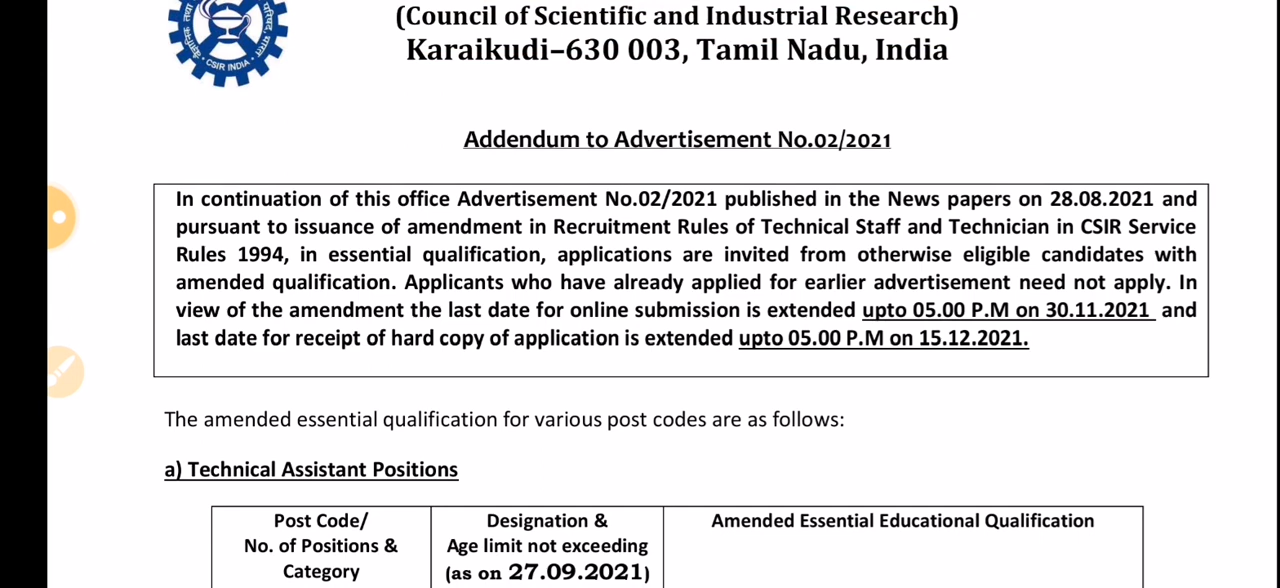 CSIR INDIA
(Council of Scientific and Industrial Research)
Karaikudi–630 003, Tamil Nadu, India
Addendum to Advertisement No.02/2021
In continuation of this office Advertisement No.02/2021 published in the News papers on 28.08.2021 and
pursuant to issuance of amendment in Recruitment Rules of Technical Staff and Technician in CSIR Service
Rules 1994, in essential qualification, applications are invited from otherwise eligible candidates with
amended qualification. Applicants who have already applied for earlier advertisement need not apply. In
view of the amendment the last date for online submission is extended upto 05.00 P.M on 30.11.2021 and
last date for receipt of hard copy of application is extended upto 05.00 P.M on 15.12.2021.
The amended essential qualification for various post codes are as follows:
a) Technical Assistant Positions
Post Code/
No. of Positions &
Category
Designation &
Age limit not exceeding
(as on 27.09.2021)
Amended Essential Educational Qualification